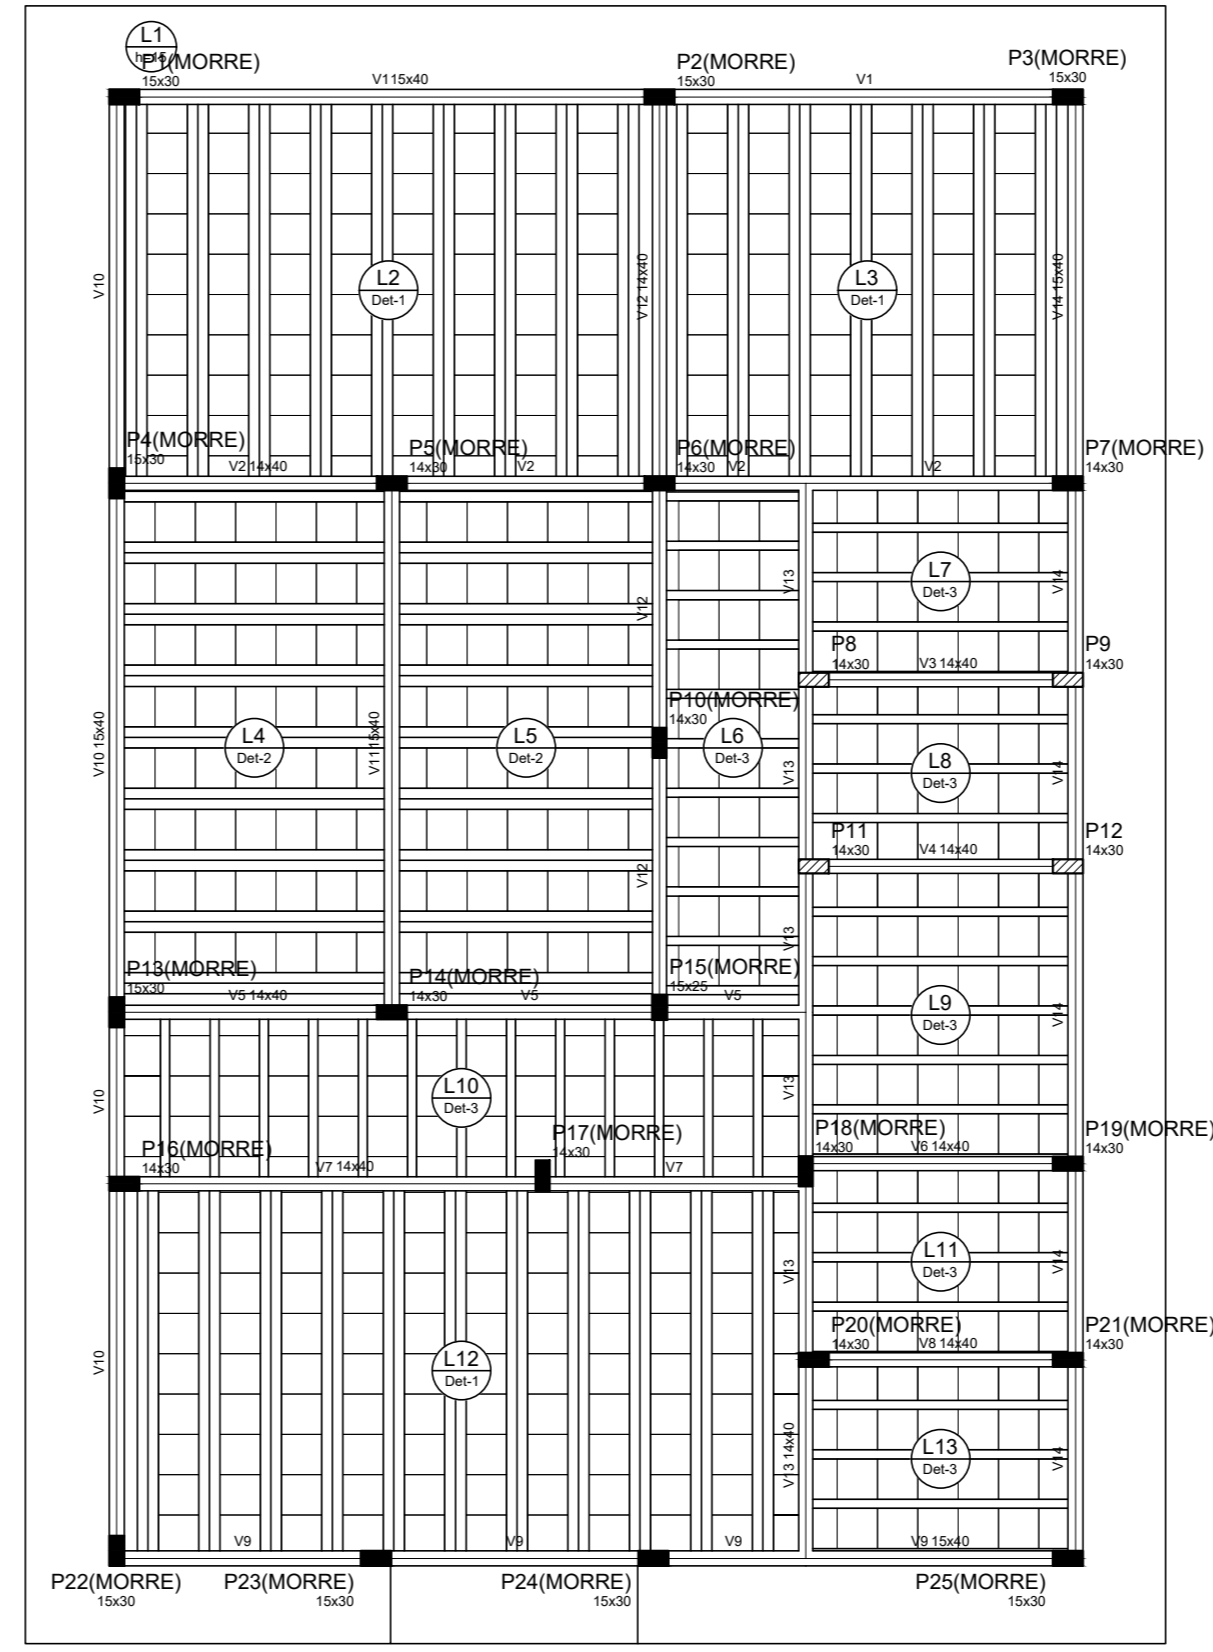 L1
h=15
P1(MORRE)
15x30
V115x40
P2(MORRE)
15x30
V1
P3(MORRE)
15x30
V10
L2
Det-1
V12 14x40
L3
Det-1
V14 15x40
P4(MORRE)
15x30
V2 14x40
P5(MORRE)
14x30
V2
P6(MORRE)
14x30
V2
V2
P7(MORRE)
14x30
V13
L7
Det-3
V14
V12
P8
14x30
V3 14x40
P9
14x30
P10(MORRE)
14x30
V10 15x40
L4
Det-2
V1115x40
L5
Det-2
L6
Det-3
V13
L8
Det-3
V14
P11
14x30
V4 14x40
P12
14x30
V12
V13
P13(MORRE)
15x30
V5 14x40
P14(MORRE)
14x30
V5
P15(MORRE)
15x25
V5
L9
Det-3
V14
V10
L10
Det-3
V13
P16(MORRE)
14x30
V7 14x40
P17(MORRE)
14x30
V7
P18(MORRE)
14x30
V6 14x40
P19(MORRE)
14x30
V13
L11
Det-3
V14
P20(MORRE)
14x30
V8 14x40
P21(MORRE)
14x30
V10
L12
Det-1
V13 14x40
L13
Det-3
V14
V9
V9
V9
V9 15x40
P22(MORRE)
15x30
P23(MORRE)
15x30
P24(MORRE)
15x30
P25(MORRE)
15x30